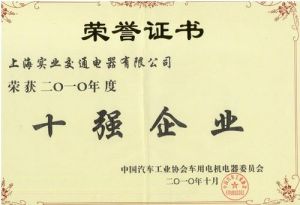 荣誉证书
上海实业交通电器有限公司
荣获二〇一〇年度
十强企业
中国汽车工业协会车用电机电器委员会
二〇一〇年十月